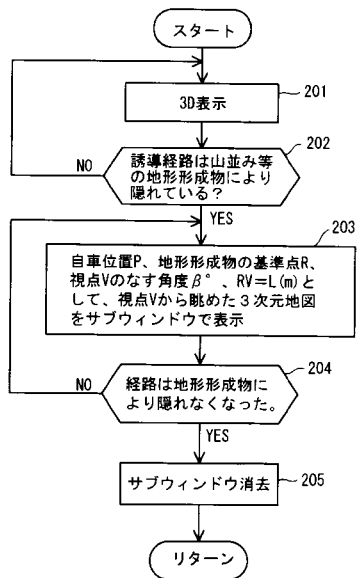 スタート
201
3D表示
202
誘導経路は山並み等
の地形形成物により
隠れている？
NO
YES
203
自車位置P、地形形成物の基準点R、
視点Vのなす角度β°、RV=L(m)と
して、視点Vから眺めた３次元地図
をサブウィンドウで表示
204
経路は地形形成物に
より隠れなくなった。
NO
YES
205
サブウィンドウ消去
リターン